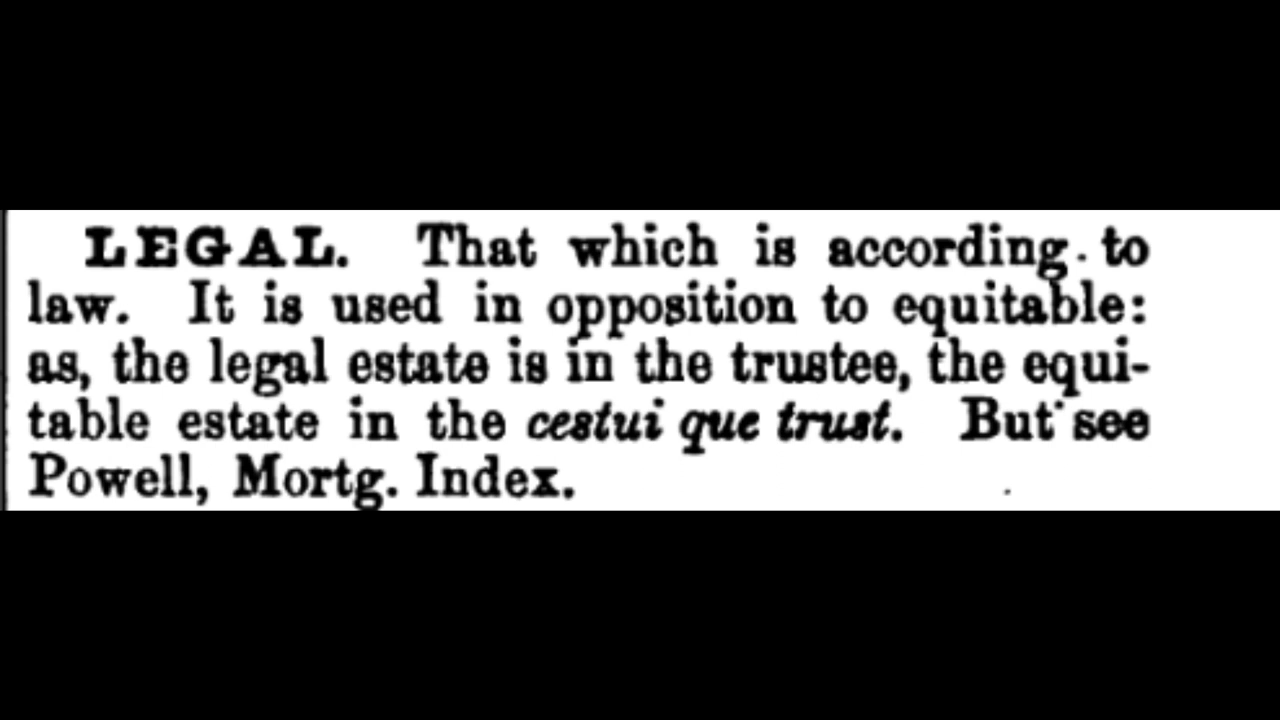 LEGAL. That which is according to
law. It is used in opposition to equitable:
as, the legal estate is in the trustee, the equi-
table estate in the cestui que trust. But see
Powell, Mortg. Index.